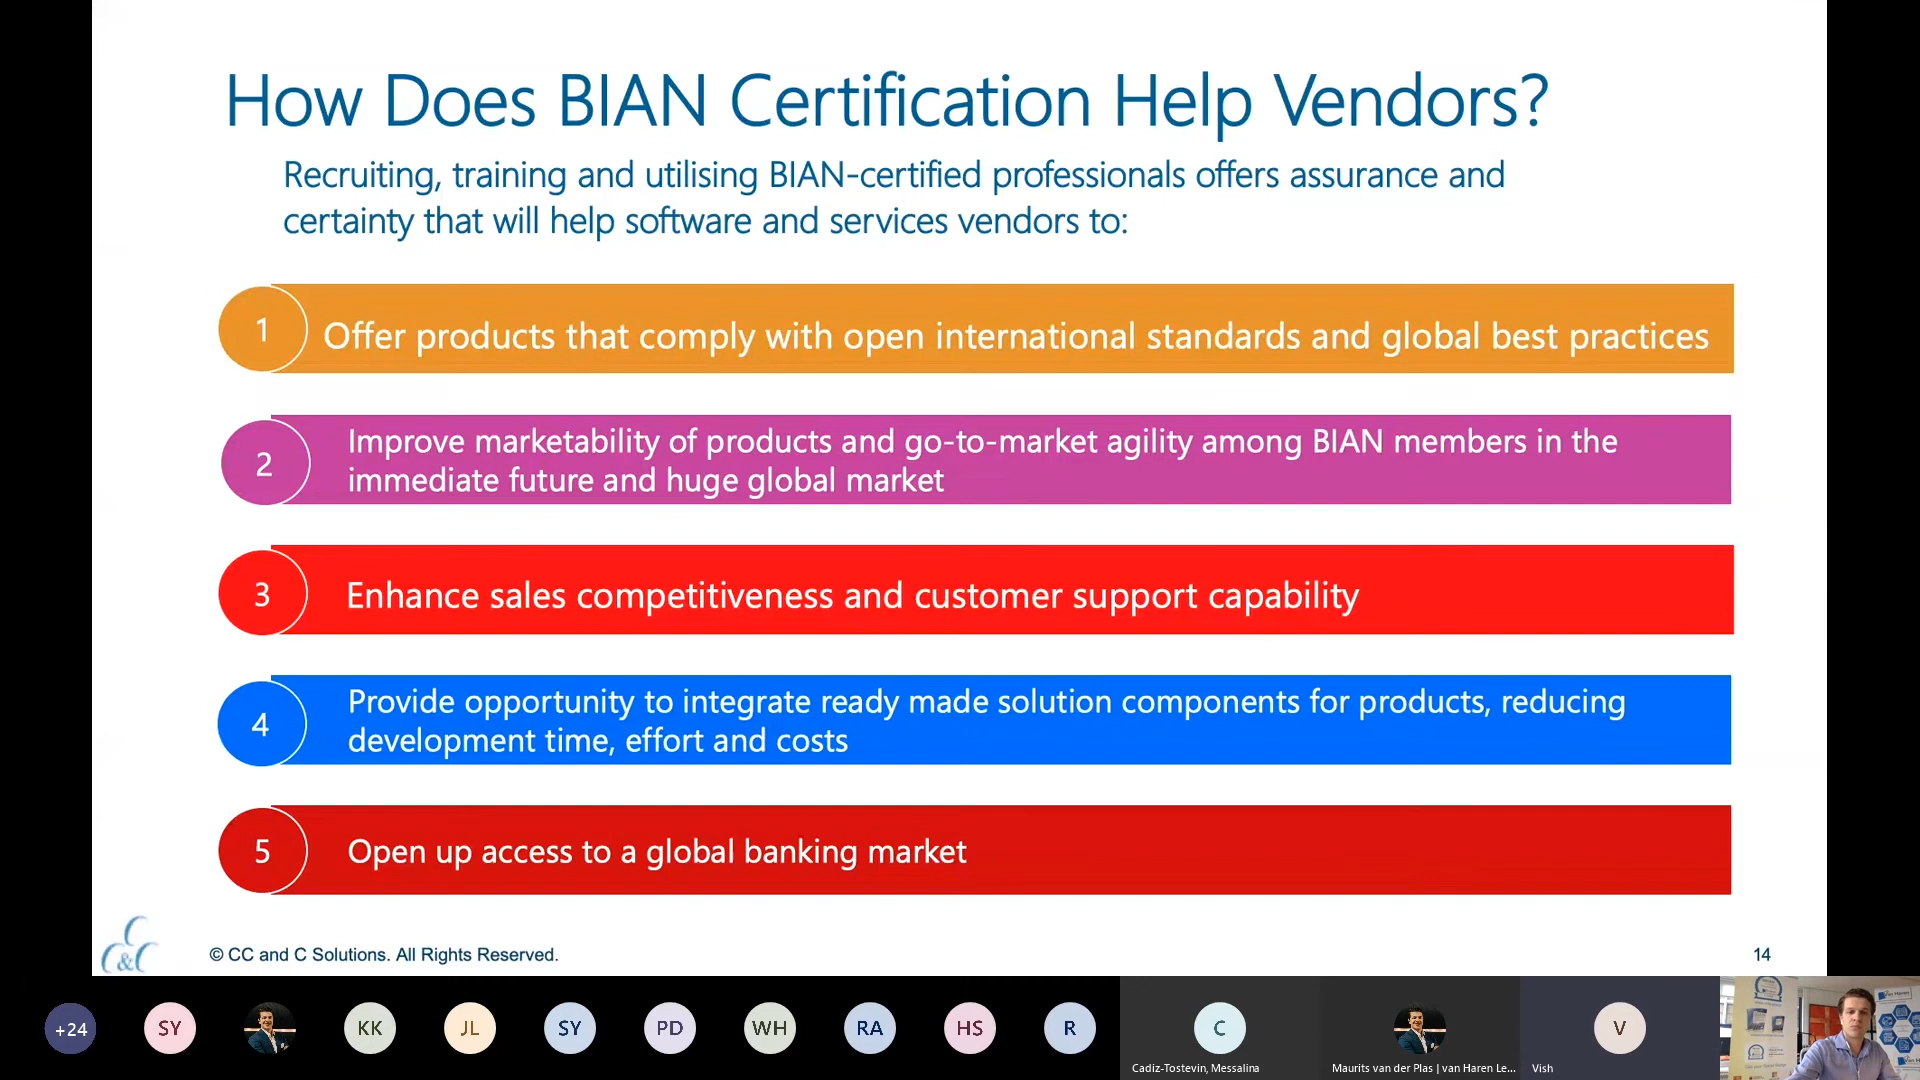 How Does BIAN Certification Help Vendors?
Recruiting, training and utilising BIAN-certified professionals offers assurance and
certainty that will help software and services vendors to:
1
Offer products that comply with open international standards and global best practices
2
Improve marketability of products and go-to-market agility among BIAN members in the
immediate future and huge global market
3
Enhance sales competitiveness and customer support capability
4
Provide opportunity to integrate ready made solution components for products, reducing
development time, effort and costs
5
Open up access to a global banking market
C
C&C
© CC and C Solutions. All Rights Reserved.
14
+24
SY
KK
JL
SY
PD
WH
RA
HS
R
C
V
Cadiz-Tostevin, Messalina
Maurits van der Plas | van Haren Le...
Vish